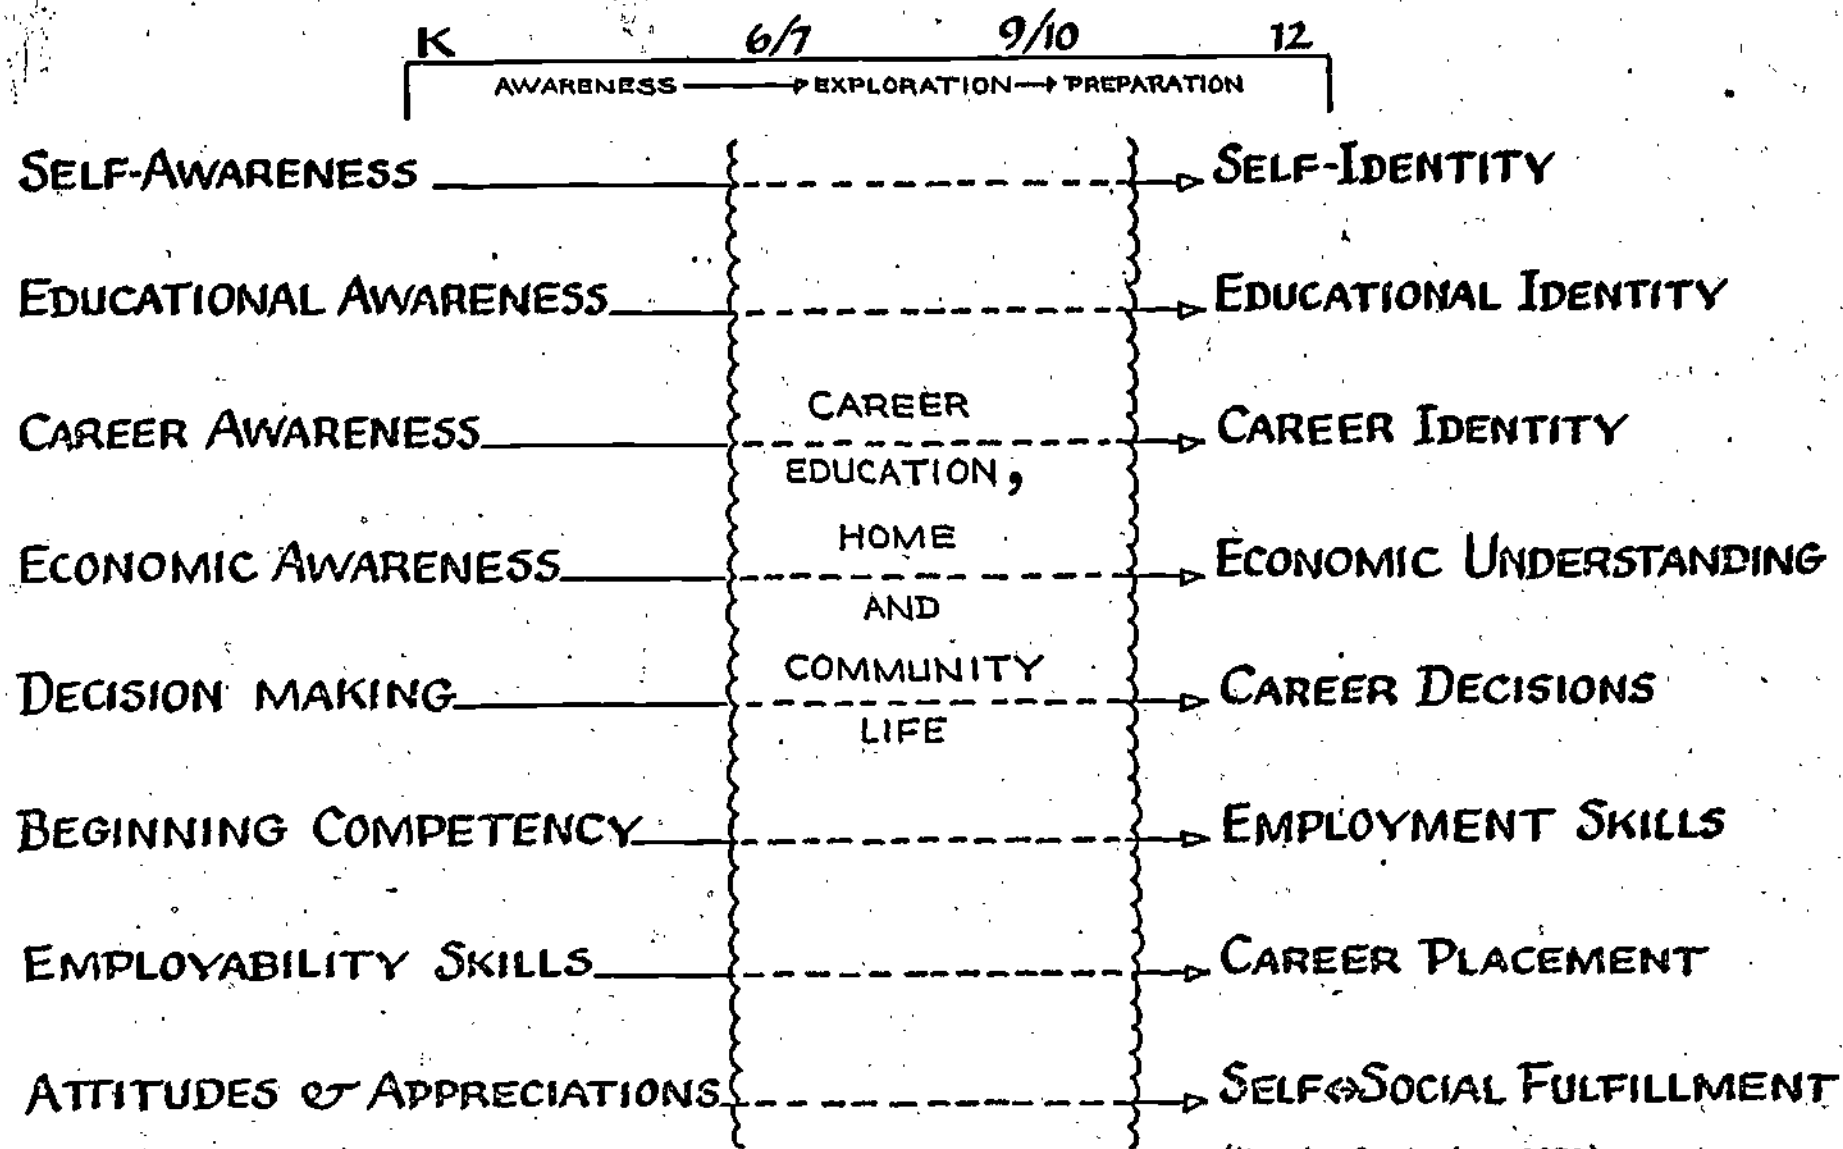 K 6/7 9/10 12
AWARENESS → EXPLORATION → PREPARATION
SELF-AWARENESS SELF-IDENTITY
EDUCATIONAL AWARENESS EDUCATIONAL IDENTITY
CAREER
CAREER AWARENESS CAREER IDENTITY
EDUCATION,
HOME
ECONOMIC AWARENESS ECONOMIC UNDERSTANDING
AND
COMMUNITY
DECISION MAKING CAREER DECISIONS
LIFE
BEGINNING COMPETENCY EMPLOYMENT SKILLS
EMPLOYABILITY SKILLS CAREER PLACEMENT
ATTITUDES & APPRECIATIONS SELF⇔SOCIAL FULFILLMENT